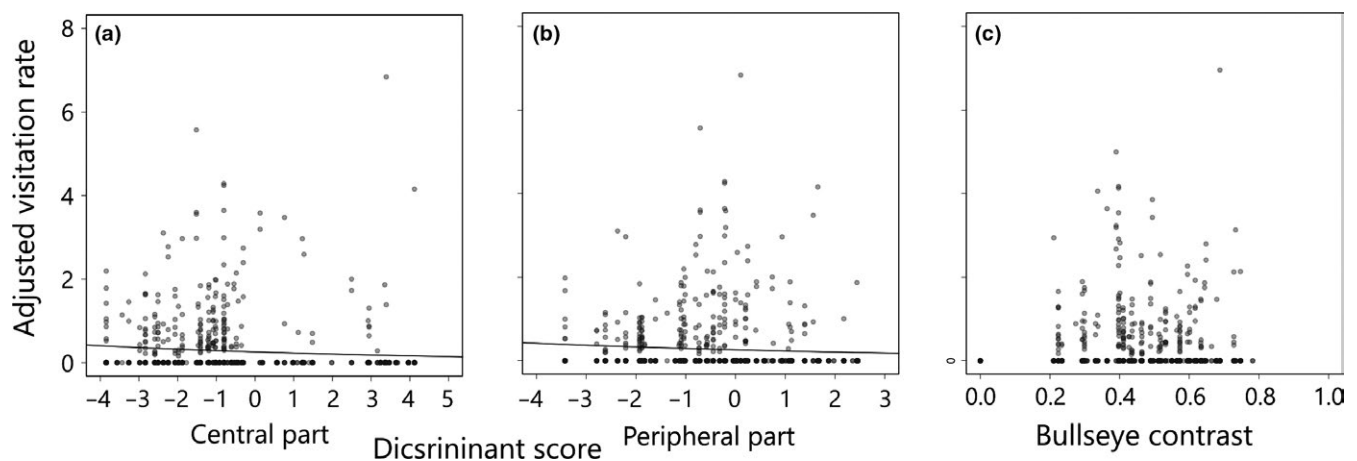 (a) (b) (c)
Adjusted visitation rate
8
6
4
2
0
0
−4 −3 −2 −1 0 1 2 3 4 5
−4 −3 −2 −1 0 1 2 3
0.0 0.2 0.4 0.6 0.8 1.0
Central part
Peripheral part
Bullseye contrast
Dicsrininant score